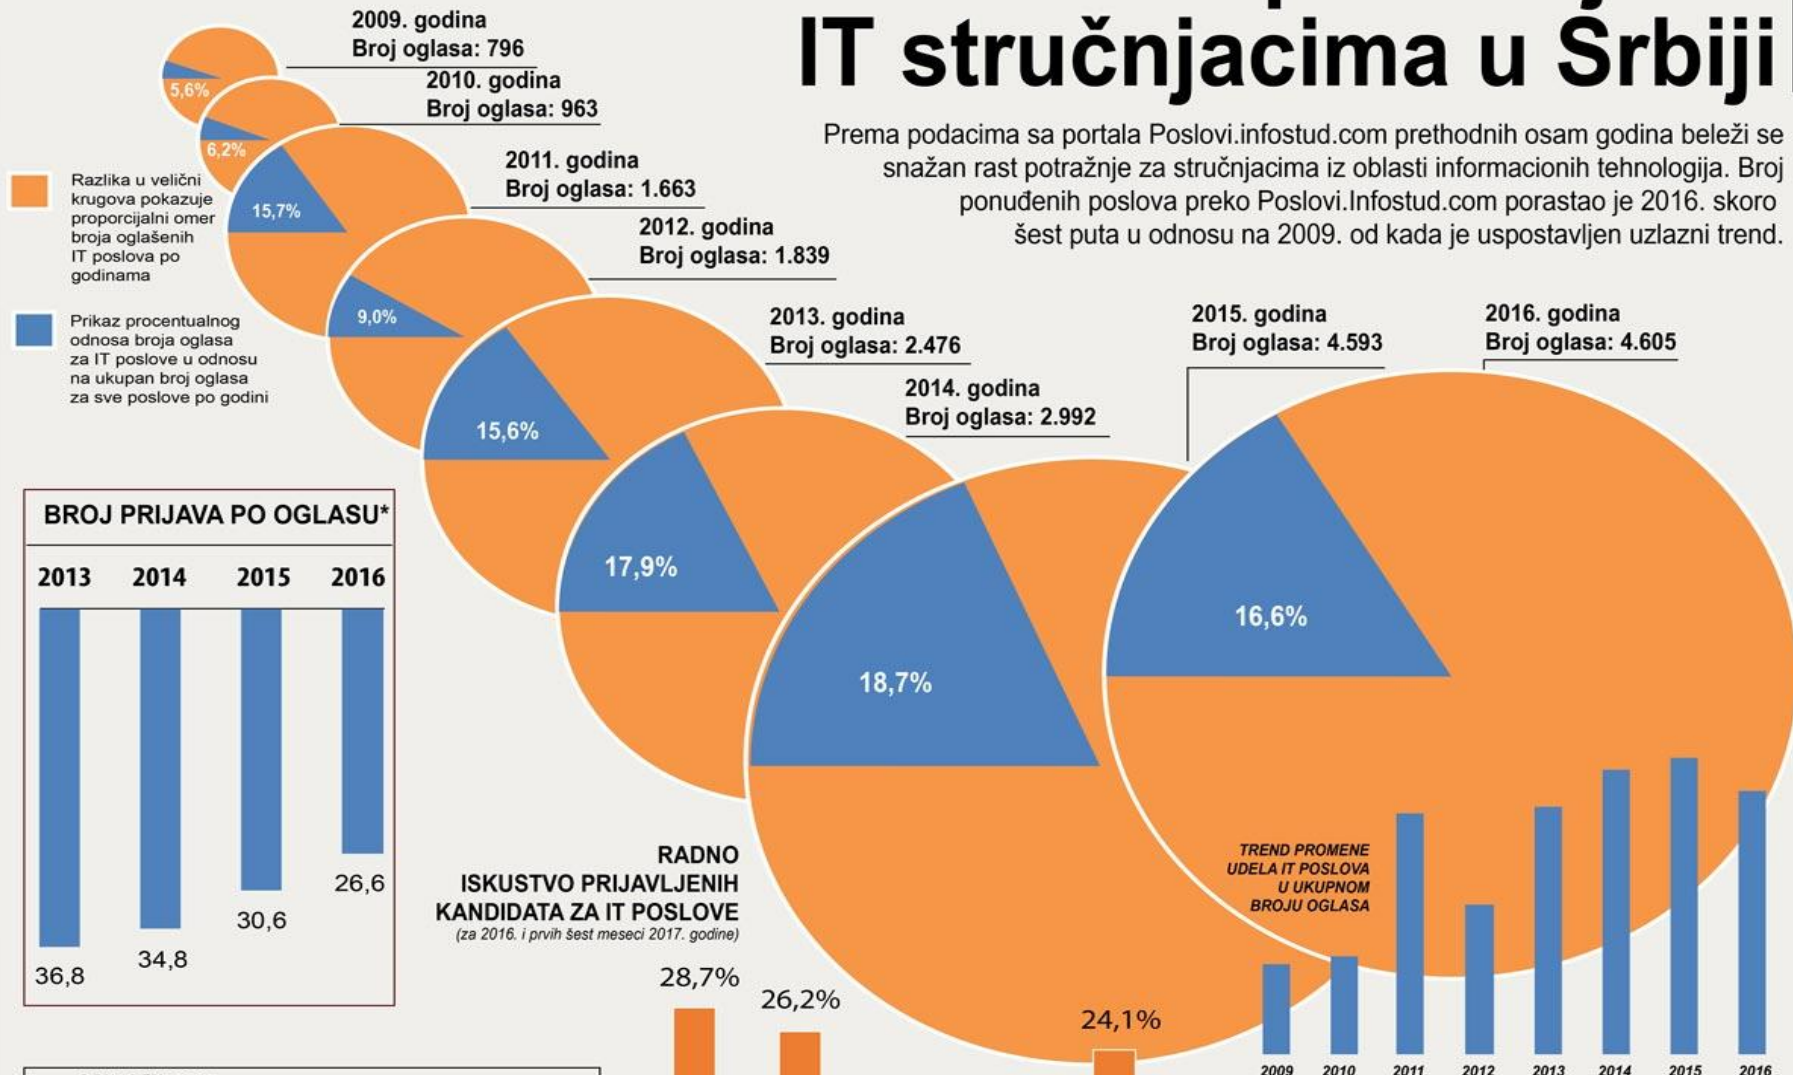 IT stručnjacima u Srbiji
Prema podacima sa portala Poslovi.infostud.com prethodnih osam godina beleži se
snažan rast potražnje za stručnjacima iz oblasti informacionih tehnologija. Broj
ponuđenih poslova preko Poslovi.Infostud.com porastao je 2016. skoro
šest puta u odnosu na 2009. od kada je uspostavljen uzlazni trend.
2009. godina
Broj oglasa: 796
5,6%
2010. godina
Broj oglasa: 963
6,2%
2011. godina
Broj oglasa: 1.663
15,7%
2012. godina
Broj oglasa: 1.839
9,0%
2013. godina
Broj oglasa: 2.476
15,6%
2014. godina
Broj oglasa: 2.992
17,9%
2015. godina
Broj oglasa: 4.593
18,7%
2016. godina
Broj oglasa: 4.605
16,6%
Razlika u velični
krugova pokazuje
proporcijalni omer
broja oglašenih
IT poslova po
godinama
Prikaz procentualnog
odnosa broja oglasa
za IT poslove u odnosu
na ukupan broj oglasa
za sve poslove po godini
BROJ PRIJAVA PO OGLASU*
2013 2014 2015 2016
36,8 34,8 30,6 26,6
RADNO
ISKUSTVO PRIJAVLJENIH
KANDIDATA ZA IT POSLOVE
(za 2016. i prvih šest meseci 2017. godine)
28,7% 26,2% 24,1%
TREND PROMENE
UDELA IT POSLOVA
U UKUPNOM
BROJU OGLASA
2009 2010 2011 2012 2013 2014 2015 2016